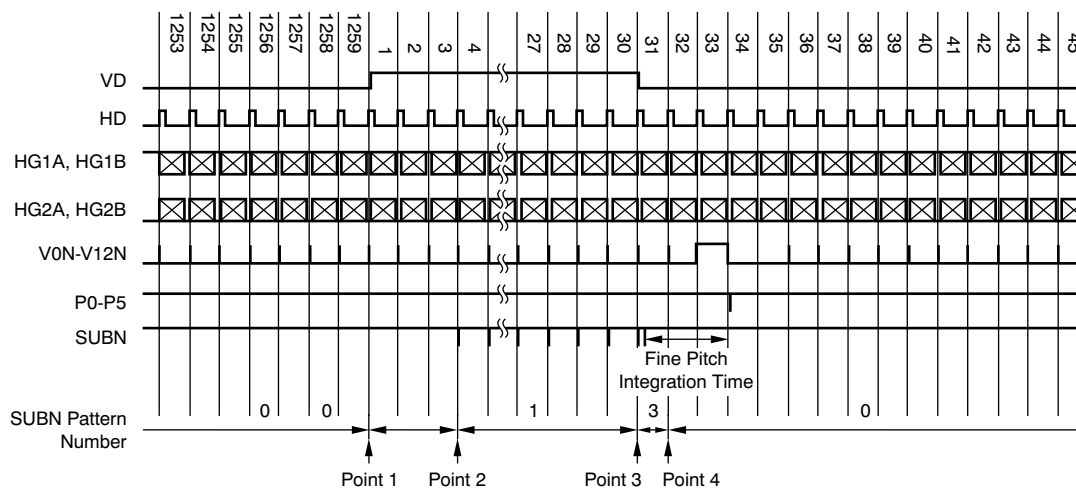 1253 1254 1255 1256 1257 1258 1259 1 2 3 4 27 28 29 30 31 32 33 34 35 36 37 38 39 40 41 42 43 44 45
VD
HD
HG1A, HG1B
HG2A, HG2B
V0N-V12N
P0-P5
SUBN
Fine Pitch
Integration Time
SUBN Pattern
Number
0 0 1 3 0
Point 1 Point 2 Point 3 Point 4